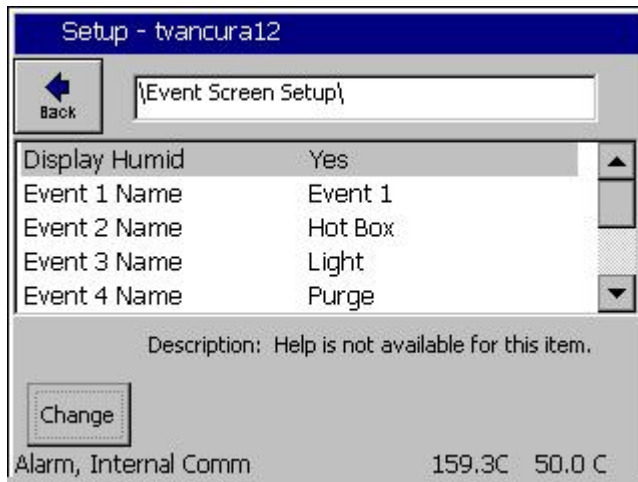 Setup - tvancura12
Back
\Event Screen Setup\
Display Humid Yes
Event 1 Name Event 1
Event 2 Name Hot Box
Event 3 Name Light
Event 4 Name Purge
Description: Help is not available for this item.
Change
Alarm, Internal Comm 159.3C 50.0 C